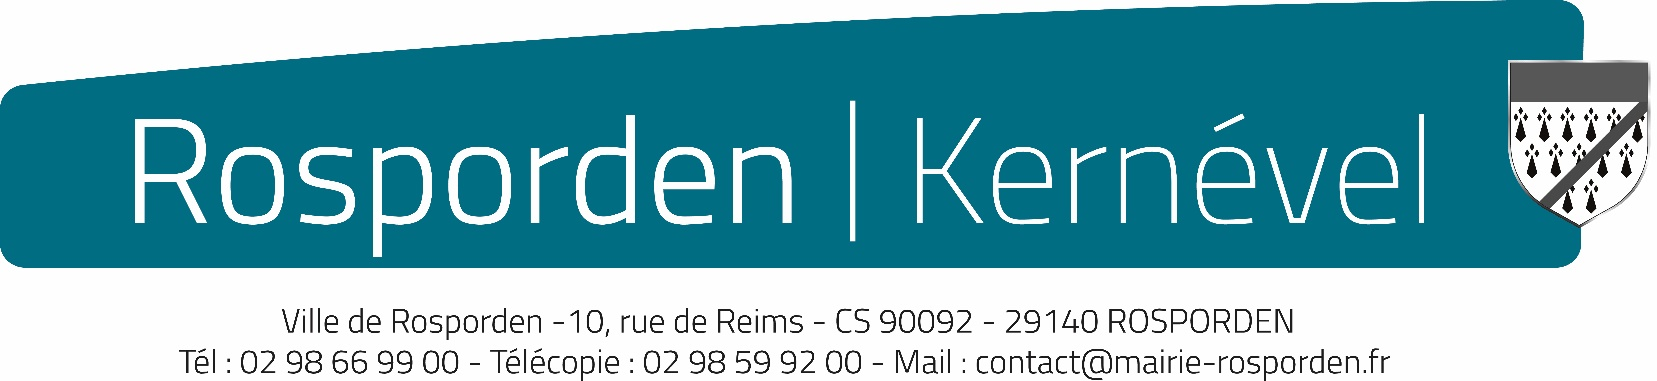 Rosporden | Kernével
Ville de Rosporden -10, rue de Reims - CS 90092 - 29140 ROSPORDEN
Tél : 02 98 66 99 00 - Télécopie : 02 98 59 92 00 - Mail : contact@mairie-rosporden.fr